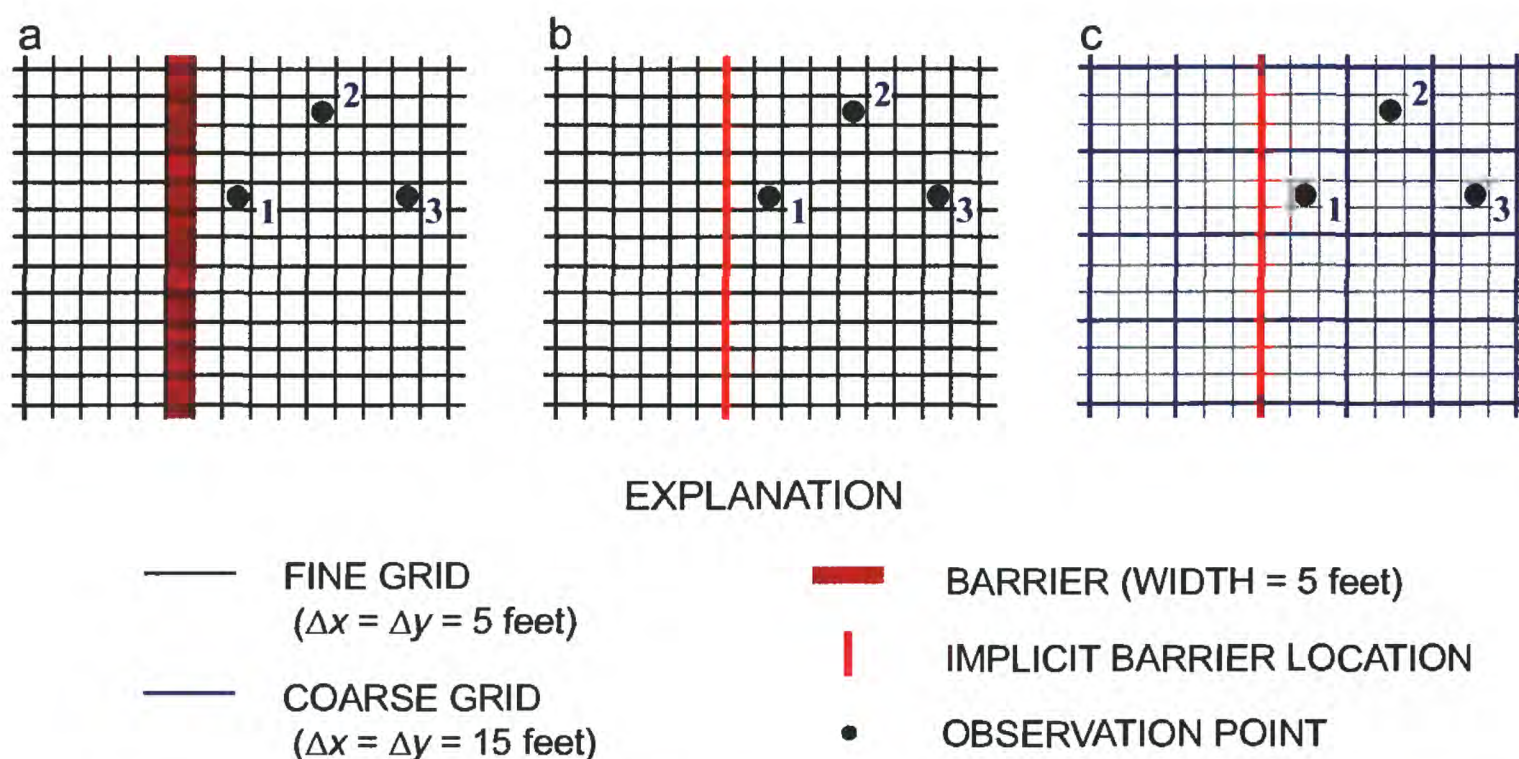 a
b
c
2
1
3
2
1
3
2
1
3
EXPLANATION
FINE GRID
(Δx = Δy = 5 feet)
COARSE GRID
(Δx = Δy = 15 feet)
BARRIER (WIDTH = 5 feet)
IMPLICIT BARRIER LOCATION
OBSERVATION POINT